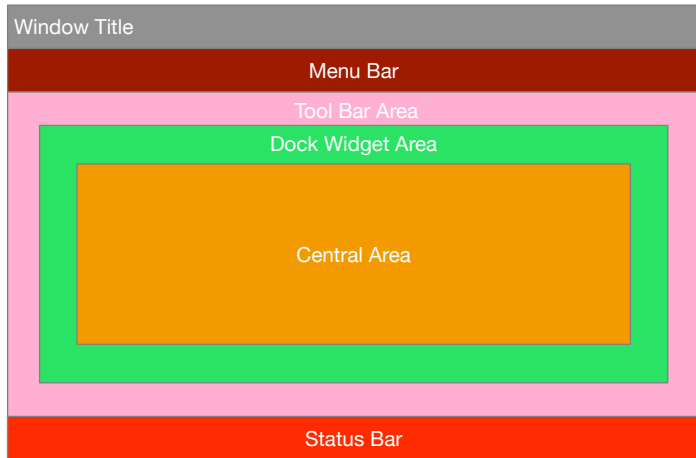 Window Title
Menu Bar
Tool Bar Area
Dock Widget Area
Central Area
Status Bar